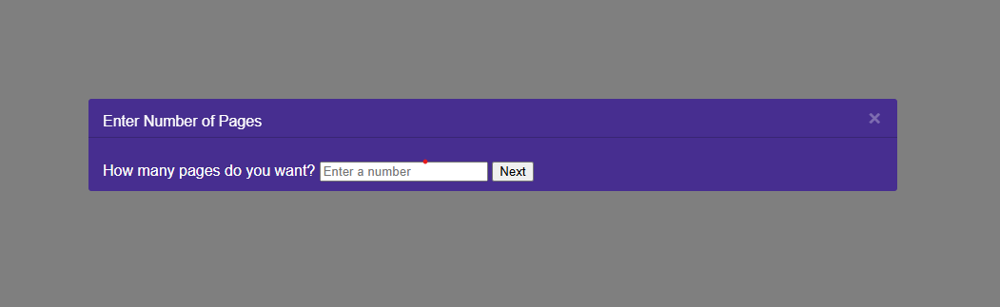 Enter Number of Pages ×
How many pages do you want? Enter a number Next